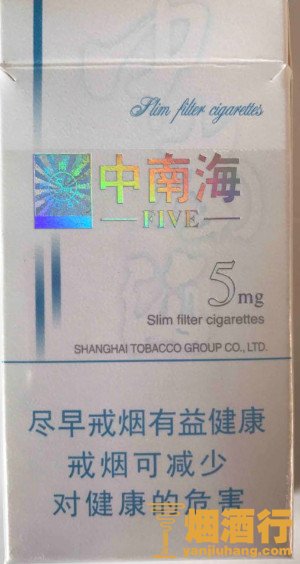 Slim filter cigarettes
中南海
FIVE
5mg
Slim filter cigarettes
SHANGHAI TOBACCO GROUP CO., LTD.
尽早戒烟有益健康
戒烟可减少
对健康的危害
烟酒行
yanjiuhang.com